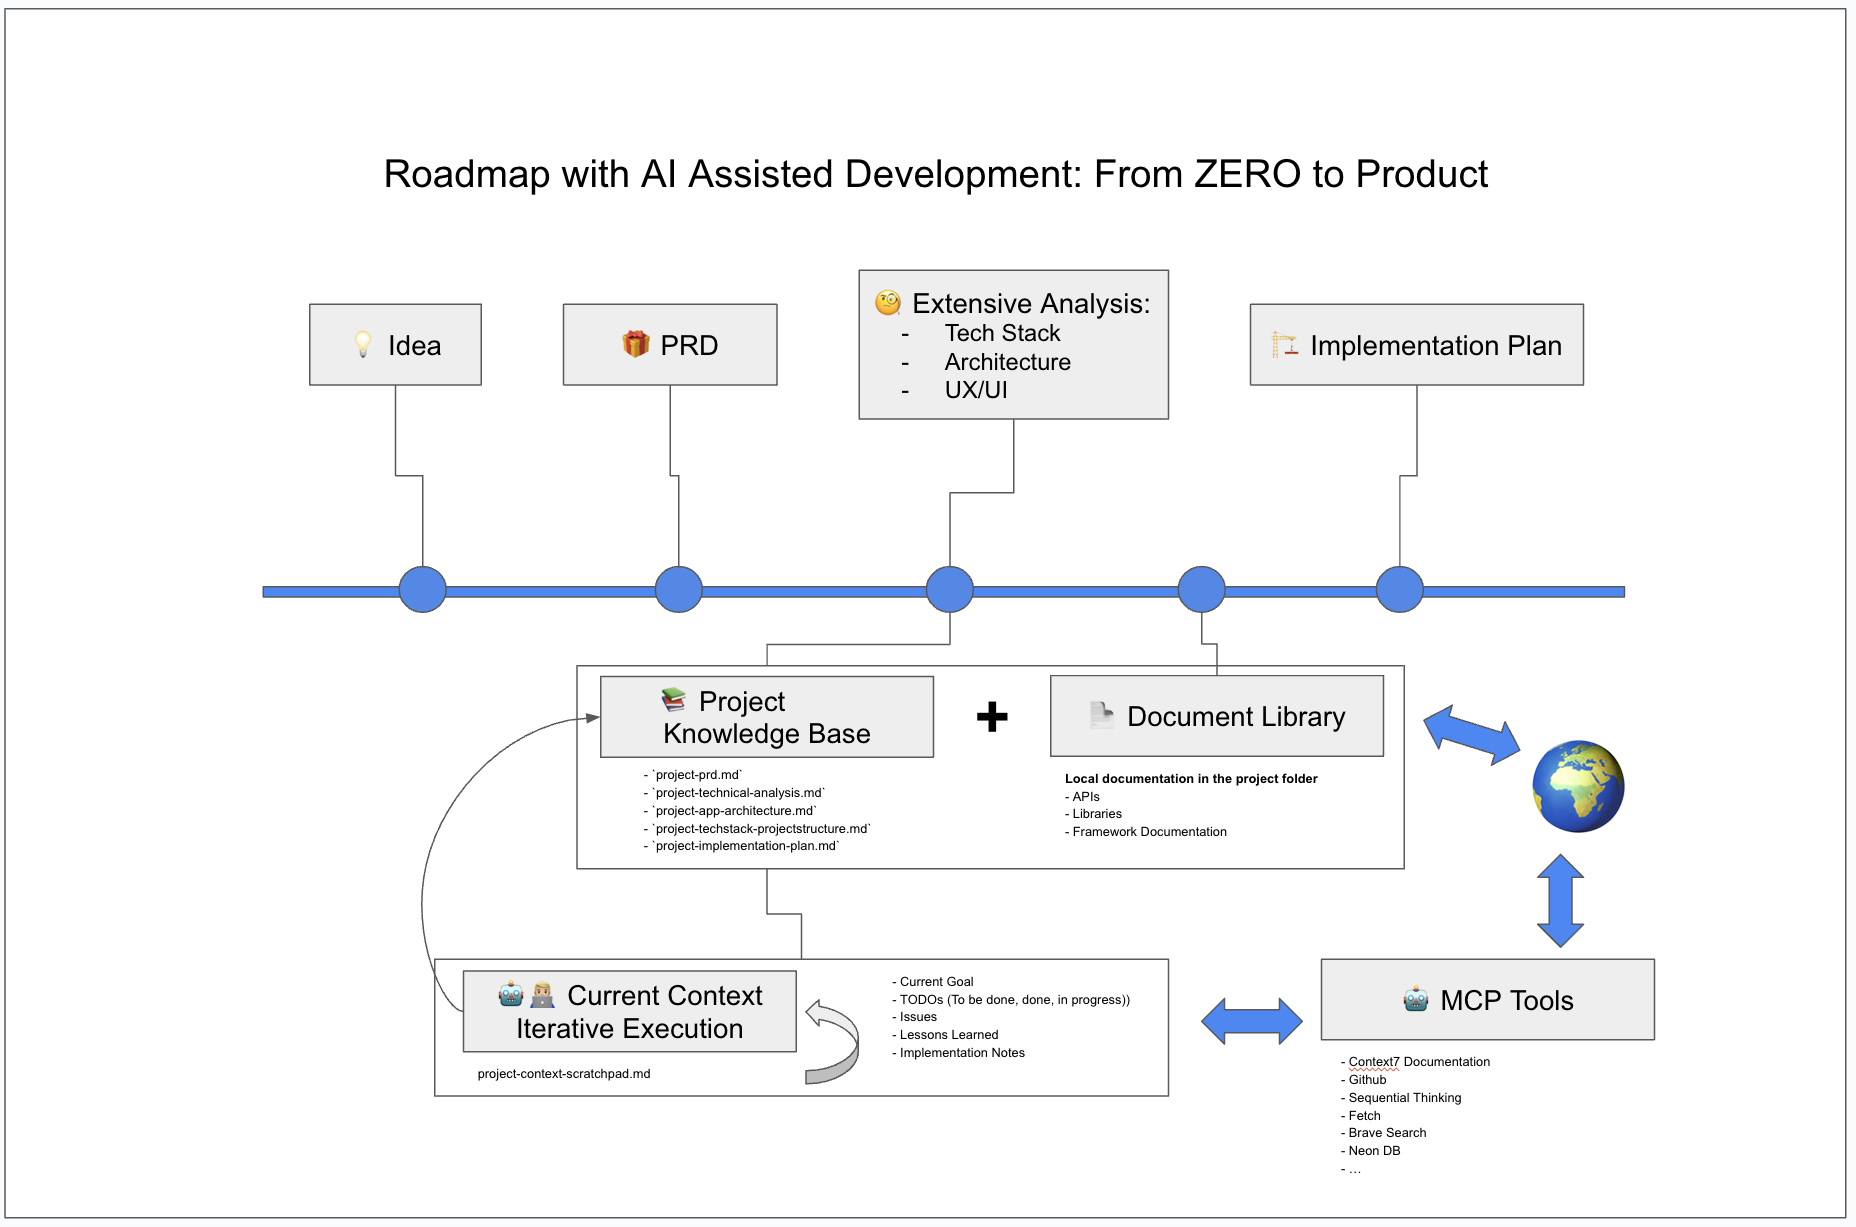 Roadmap with AI Assisted Development: From ZERO to Product
Idea
PRD
Extensive Analysis:
- Tech Stack
- Architecture
- UX/UI
Implementation Plan
Project
Knowledge Base
- `project-prd.md`
- `project-technical-analysis.md`
- `project-app-architecture.md`
- `project-techstack-projectstructure.md`
- `project-implementation-plan.md`
+
Document Library
Local documentation in the project folder
- APIs
- Libraries
- Framework Documentation
Current Context
Iterative Execution
project-context-scratchpad.md
- Current Goal
- TODOs (To be done, done, in progress))
- Issues
- Lessons Learned
- Implementation Notes
MCP Tools
- Context7 Documentation
- Github
- Sequential Thinking
- Fetch
- Brave Search
- Neon DB
- ...